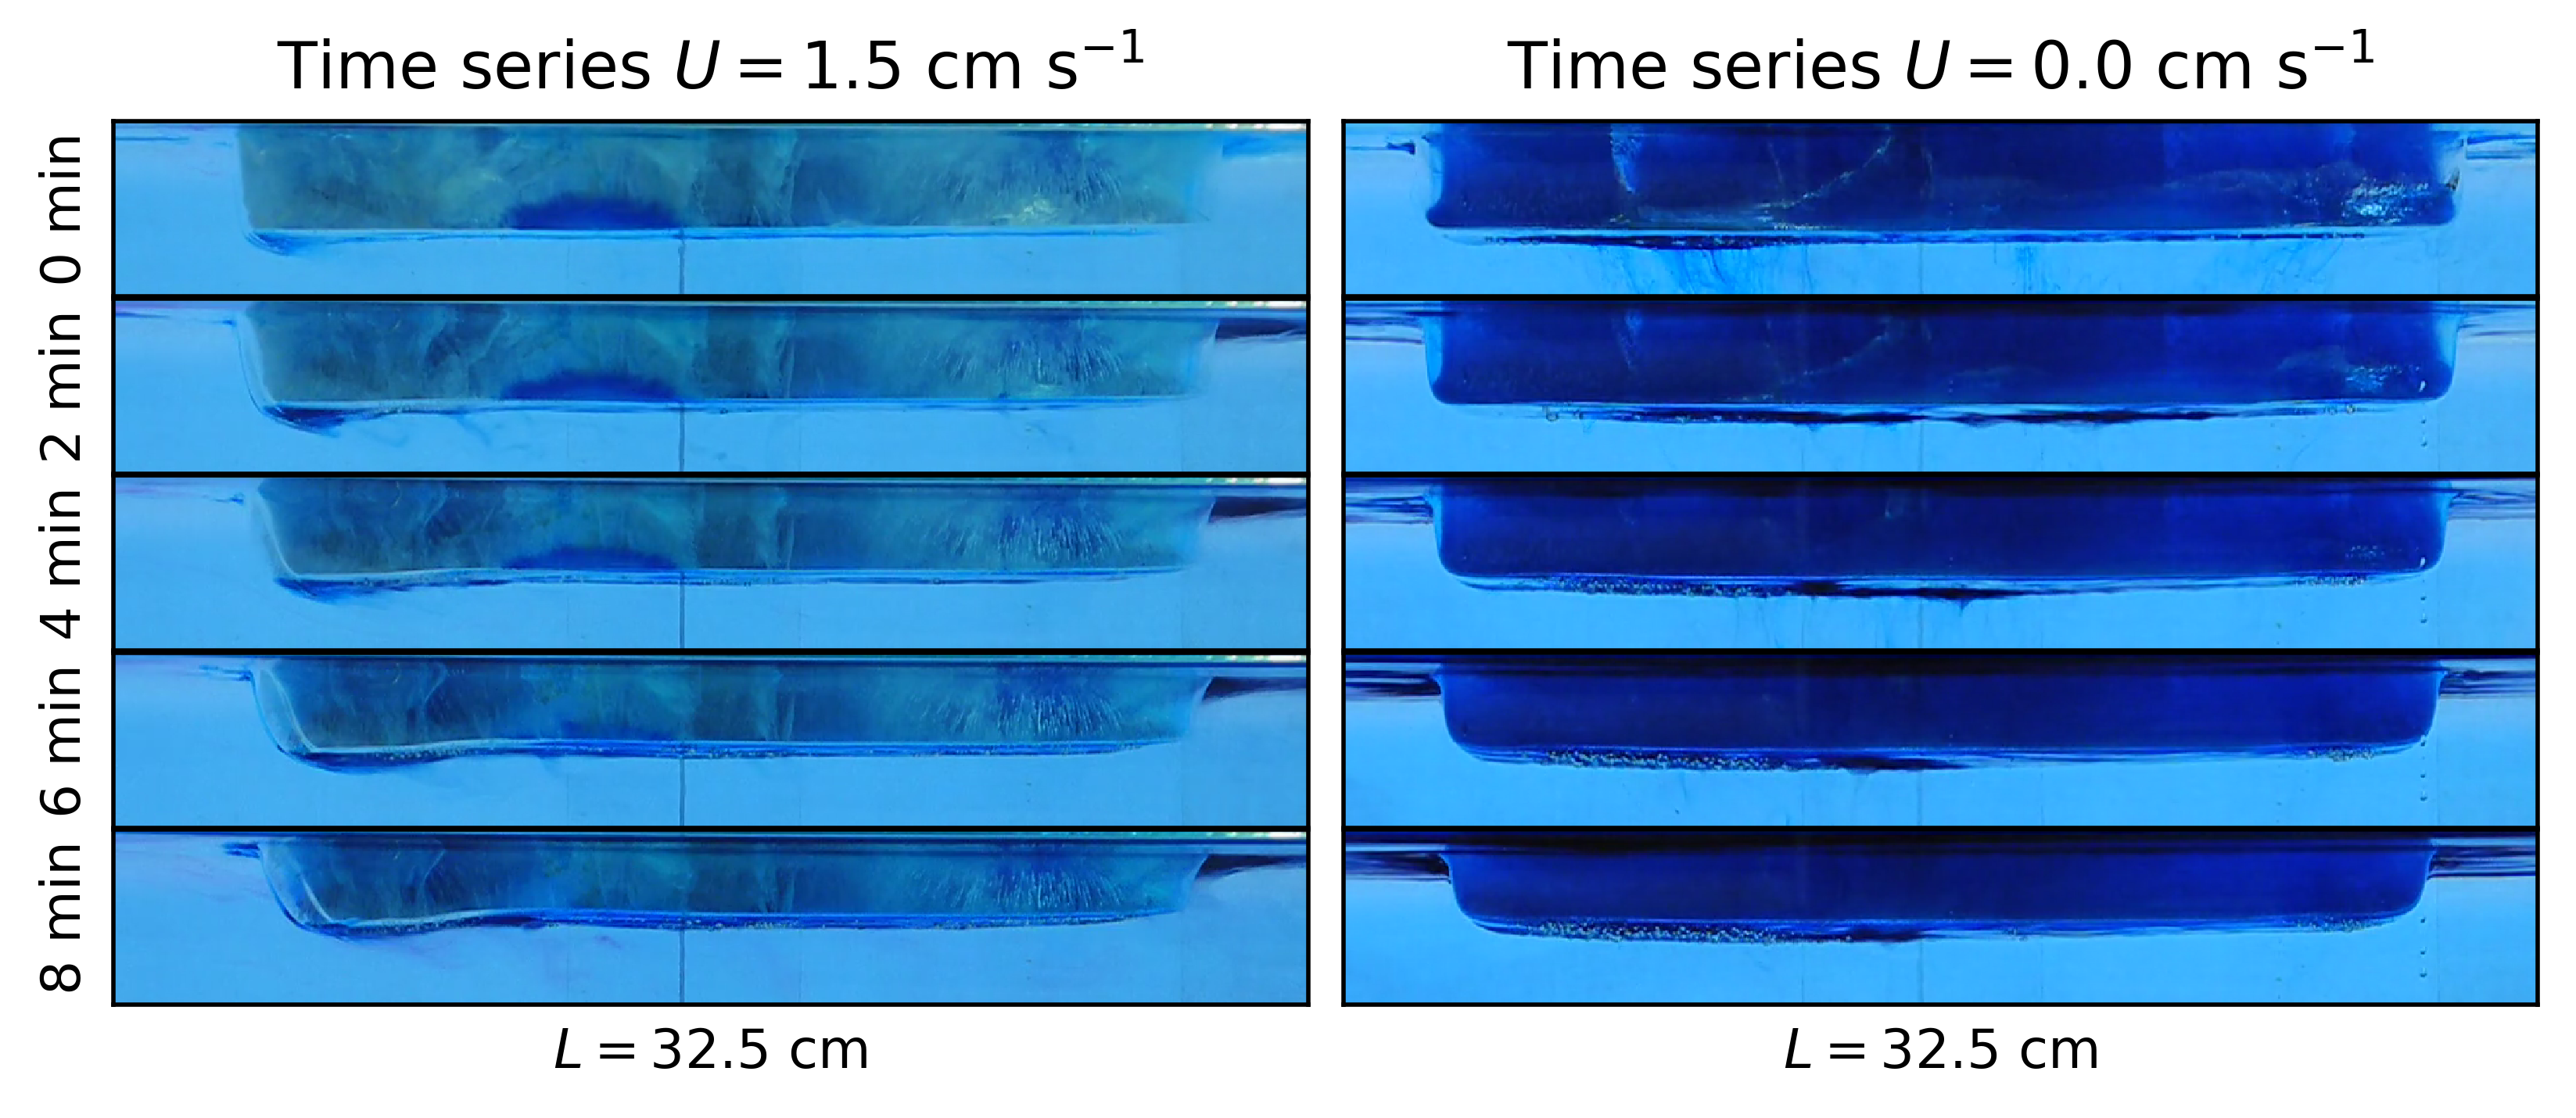 Time series U = 1.5 cm s⁻¹
Time series U = 0.0 cm s⁻¹
0 min
2 min
4 min
6 min
8 min
L = 32.5 cm
L = 32.5 cm